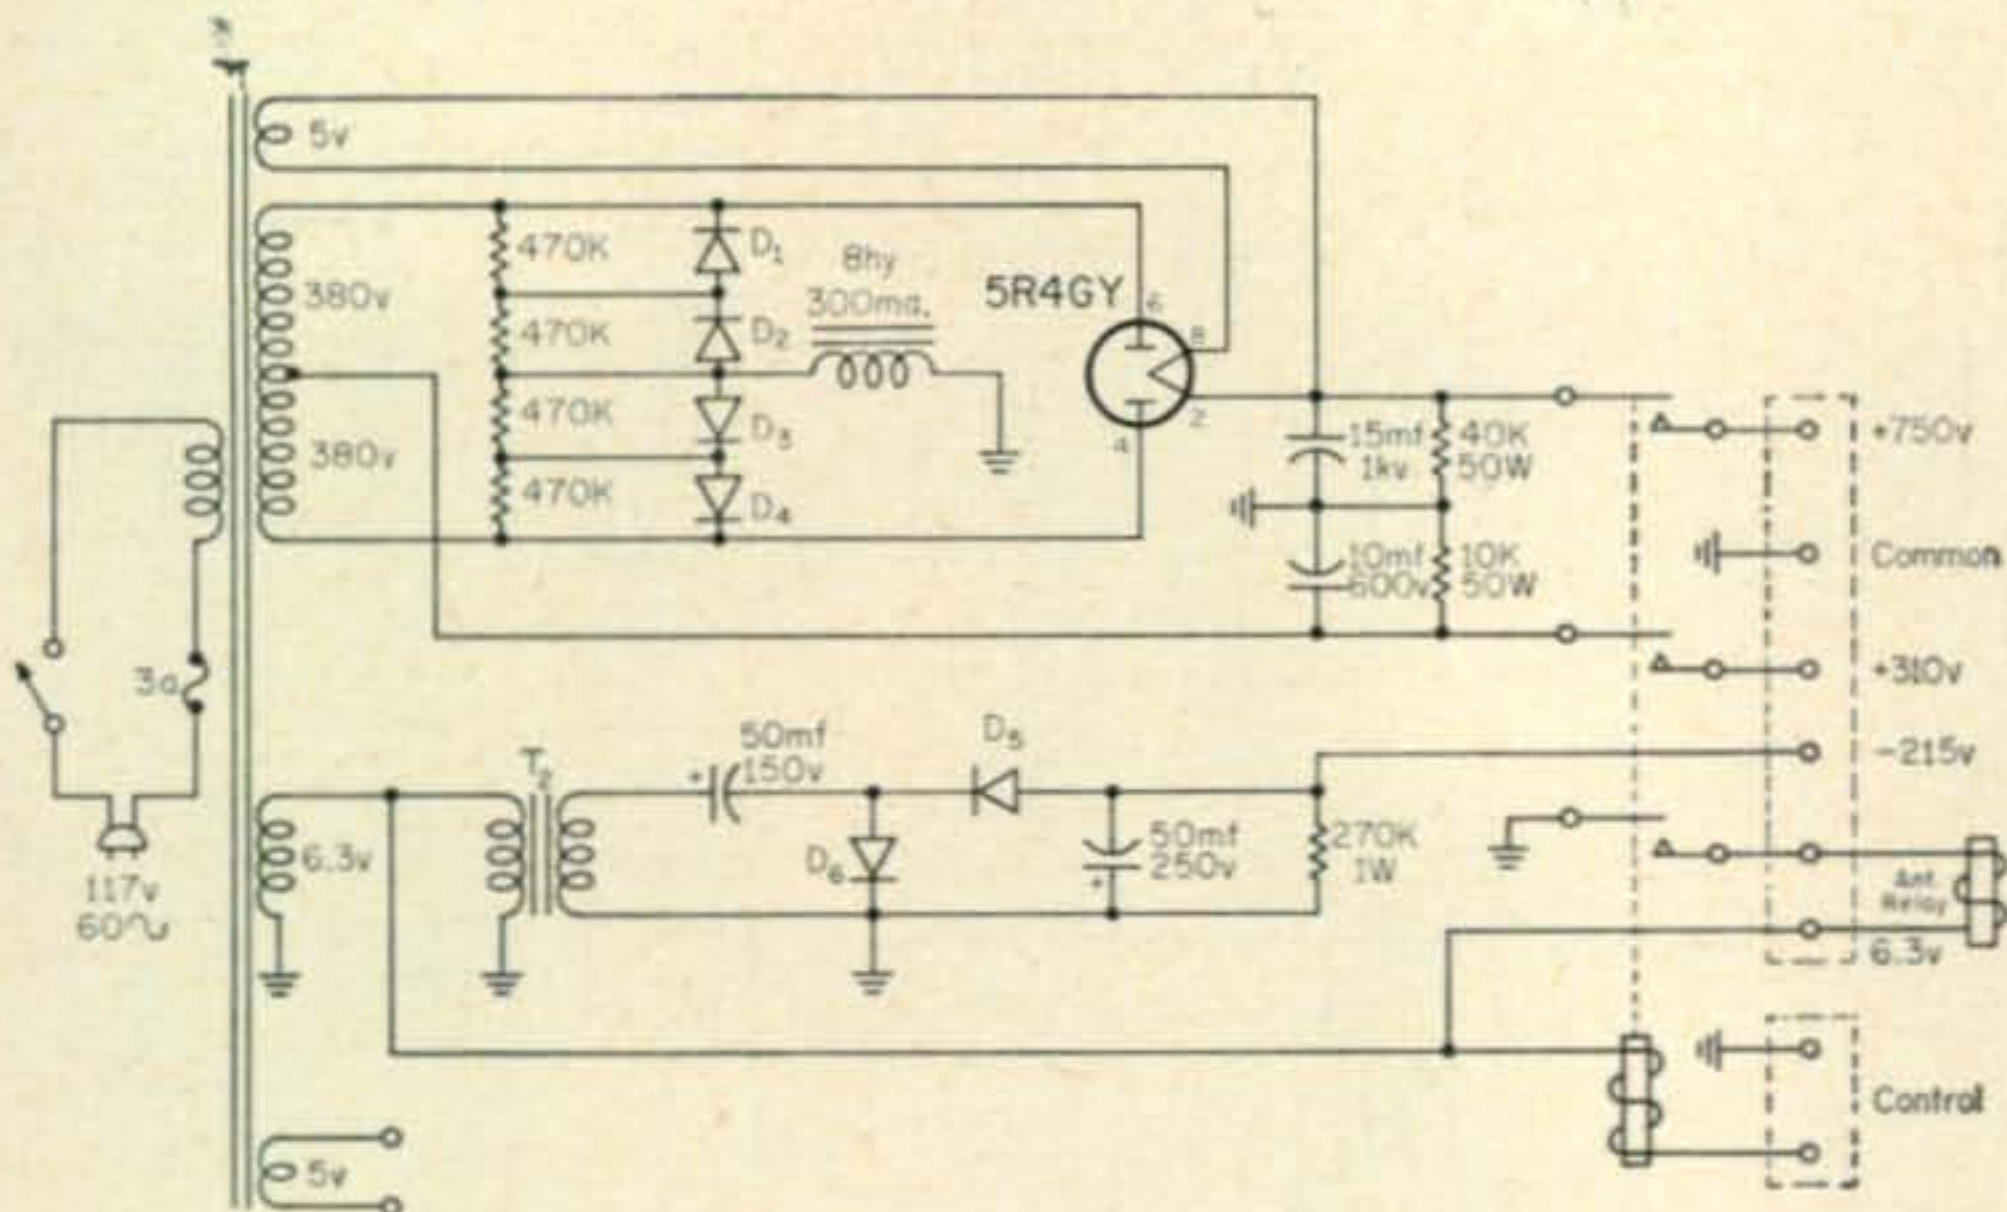 5v
380v
380v
470K
470K
470K
470K
D1
D2
D3
D4
8hy
300ma.
5R4GY
6
8
2
4
15mf
1kv
40K
50W
10mf
600v
10K
50W
+750v
Common
+310v
-215v
3a
117v
60~
6.3v
T2
50mf
150v
D5
D6
50mf
250v
270K
1W
Ant.
Relay
6.3v
Control
5v